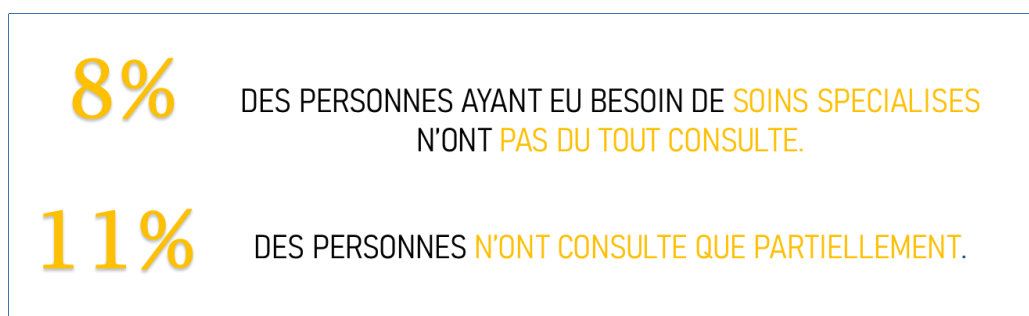 8%
DES PERSONNES AYANT EU BESOIN DE SOINS SPECIALISES
N'ONT PAS DU TOUT CONSULTE.
11%
DES PERSONNES N'ONT CONSULTE QUE PARTIELLEMENT.